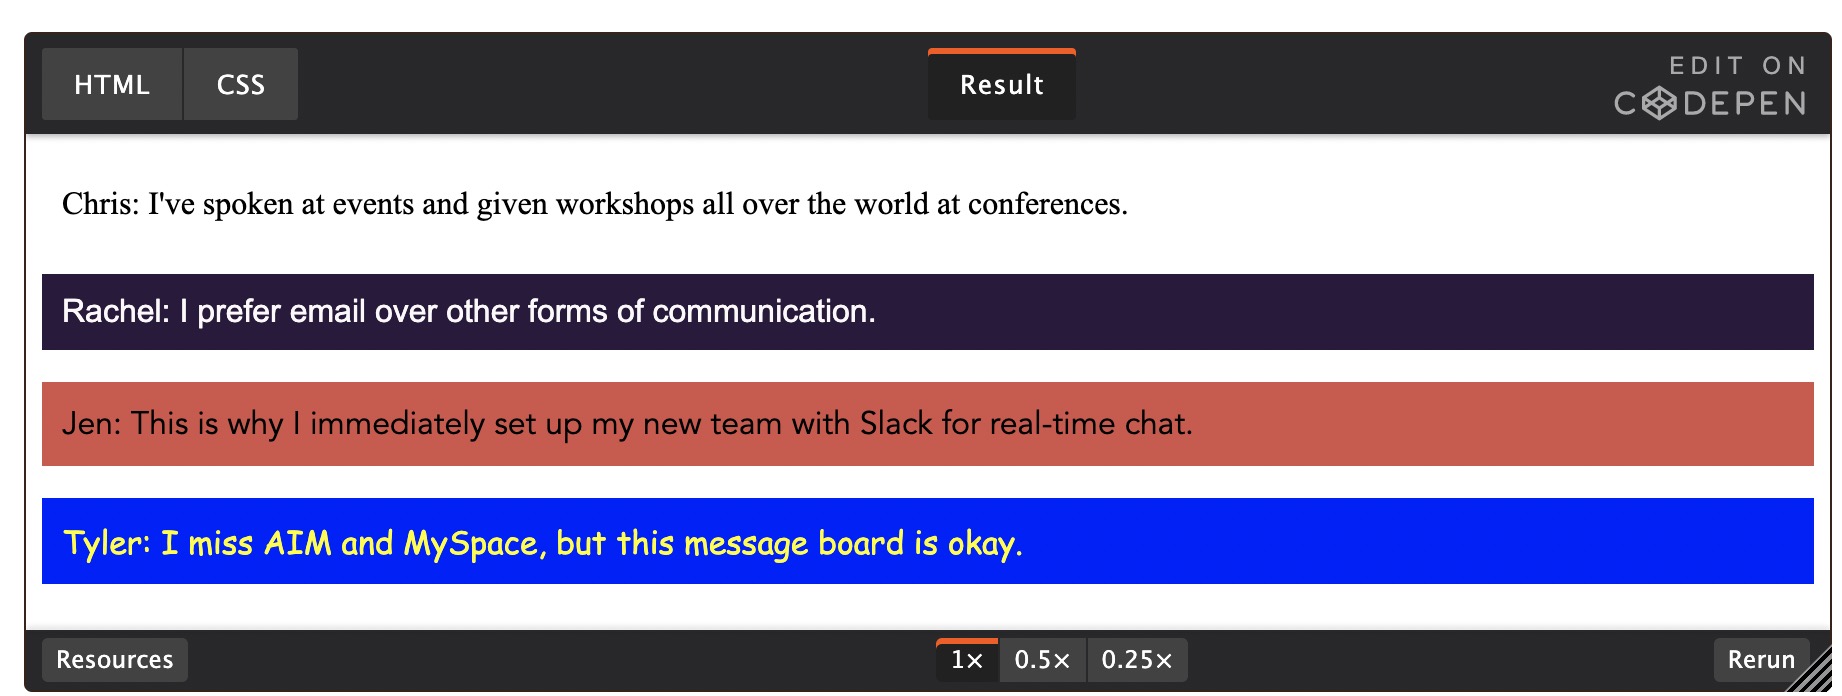 HTML CSS Result EDIT ON
CODEPEN
Chris: I've spoken at events and given workshops all over the world at conferences.
Rachel: I prefer email over other forms of communication.
Jen: This is why I immediately set up my new team with Slack for real-time chat.
Tyler: I miss AIM and MySpace, but this message board is okay.
Resources 1× 0.5× 0.25× Rerun